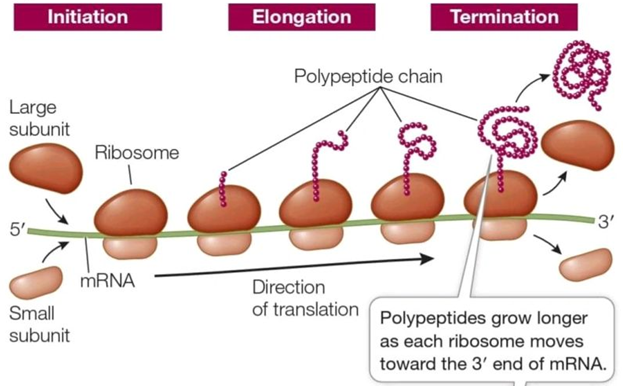 Initiation
Elongation
Termination
Polypeptide chain
Large
subunit
Ribosome
5′
3′
mRNA
Direction
of translation
Small
subunit
Polypeptides grow longer
as each ribosome moves
toward the 3′ end of mRNA.